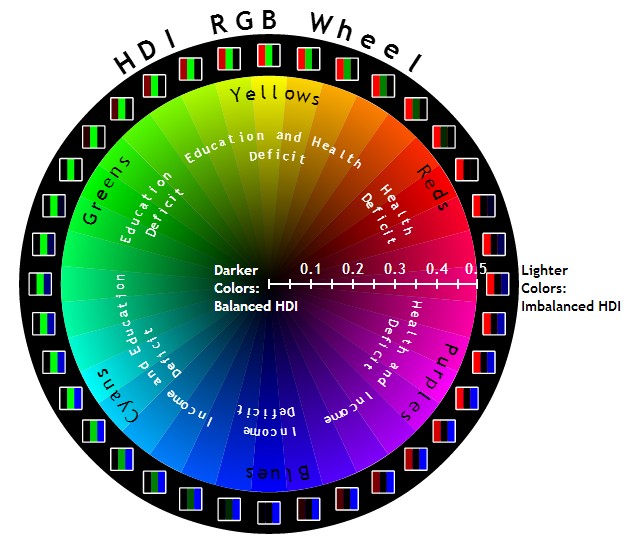 HDI RGB Wheel
Yellows
Education and Health
Deficit
Reds
Health
Deficit
Greens
Education
Deficit
0.1 0.2 0.3 0.4 0.5
Darker
Colors:
Balanced HDI
Lighter
Colors:
Imbalanced HDI
Purples
Health and Income
Deficit
Cyans
Income and Education
Deficit
Blues
Income
Deficit